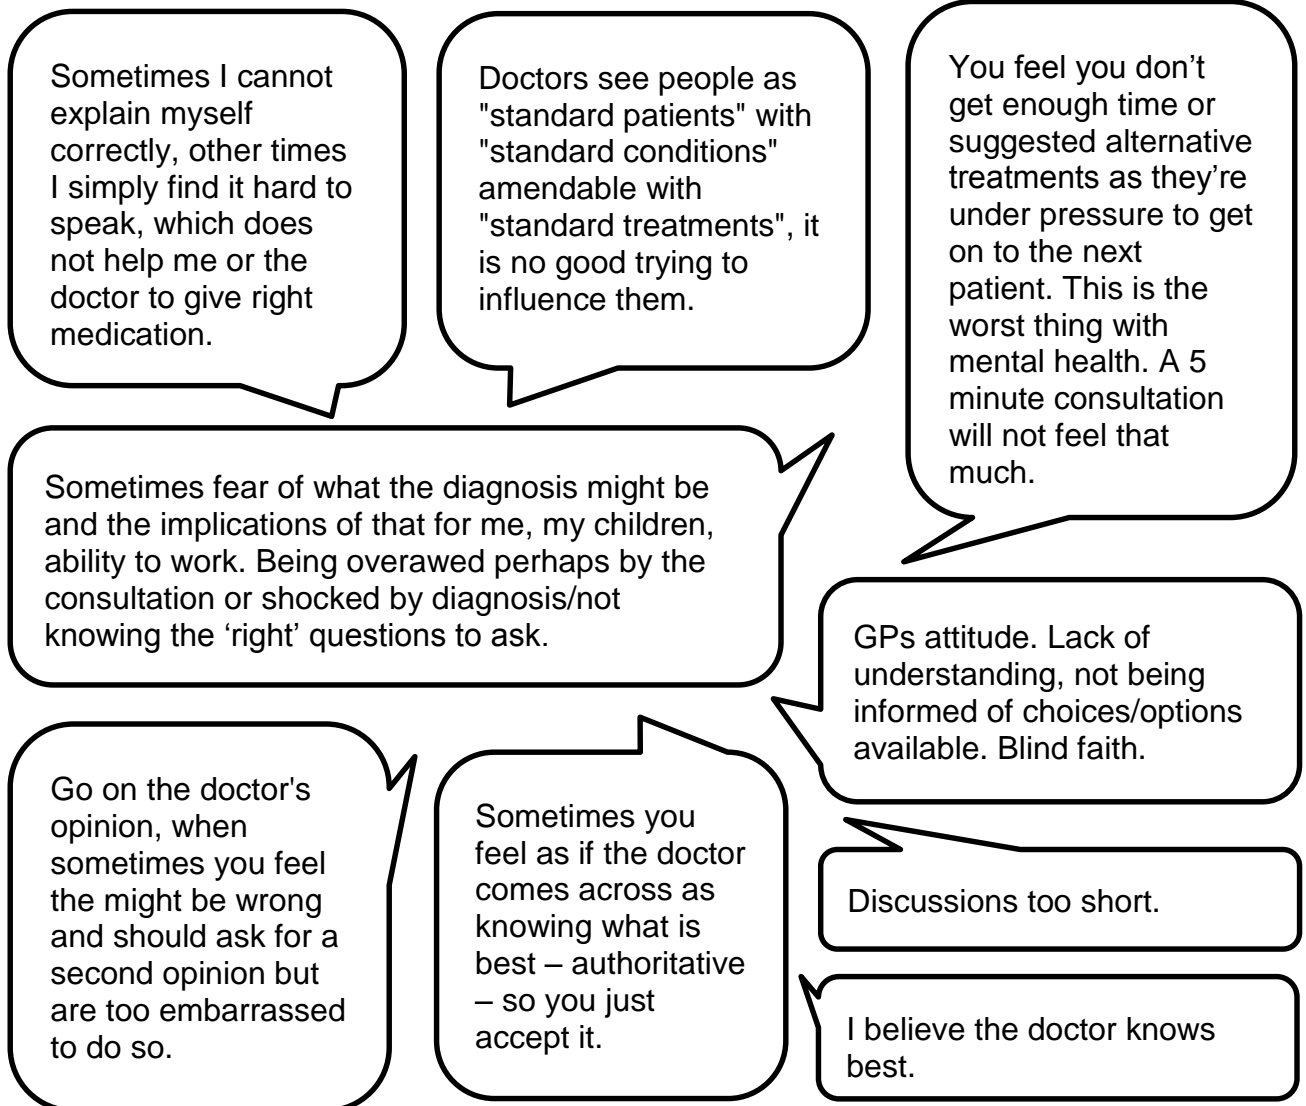 Sometimes I cannot
explain myself
correctly, other times
I simply find it hard to
speak, which does
not help me or the
doctor to give right
medication.
Doctors see people as
"standard patients" with
"standard conditions"
amendable with
"standard treatments", it
is no good trying to
influence them.
You feel you don’t
get enough time or
suggested alternative
treatments as they’re
under pressure to get
on to the next
patient. This is the
worst thing with
mental health. A 5
minute consultation
will not feel that
much.
Sometimes fear of what the diagnosis might be
and the implications of that for me, my children,
ability to work. Being overawed perhaps by the
consultation or shocked by diagnosis/not
knowing the ‘right’ questions to ask.
GPs attitude. Lack of
understanding, not being
informed of choices/options
available. Blind faith.
Go on the doctor's
opinion, when
sometimes you feel
the might be wrong
and should ask for a
second opinion but
are too embarrassed
to do so.
Sometimes you
feel as if the doctor
comes across as
knowing what is
best – authoritative
– so you just
accept it.
Discussions too short.
I believe the doctor knows
best.